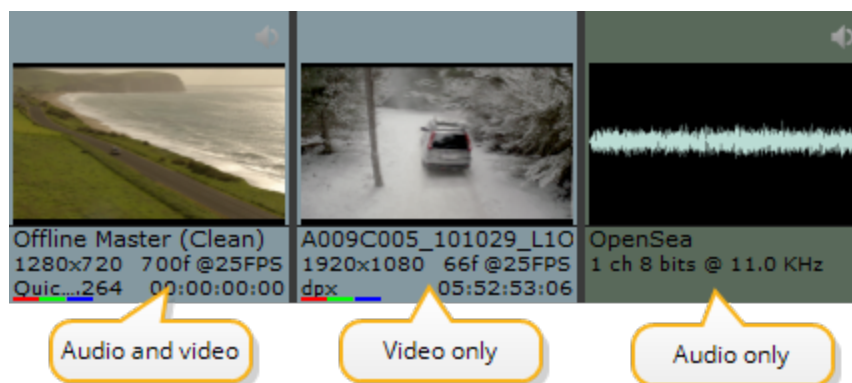 Offline Master (Clean)
1280x720 700f @25FPS
Quic....264 00:00:00:00
A009C005_101029_L1O
1920x1080 66f @25FPS
dpx 05:52:53:06
OpenSea
1 ch 8 bits @ 11.0 KHz
Audio and video
Video only
Audio only